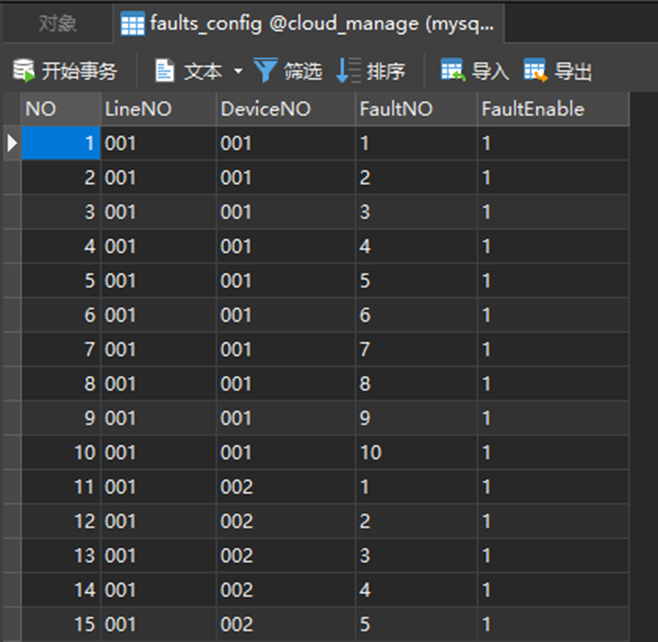 对象 faults_config @cloud_manage (mysq...
开始事务 文本 筛选 排序 导入 导出
NO LineNO DeviceNO FaultNO FaultEnable
1 001 001 1 1
2 001 001 2 1
3 001 001 3 1
4 001 001 4 1
5 001 001 5 1
6 001 001 6 1
7 001 001 7 1
8 001 001 8 1
9 001 001 9 1
10 001 001 10 1
11 001 002 1 1
12 001 002 2 1
13 001 002 3 1
14 001 002 4 1
15 001 002 5 1